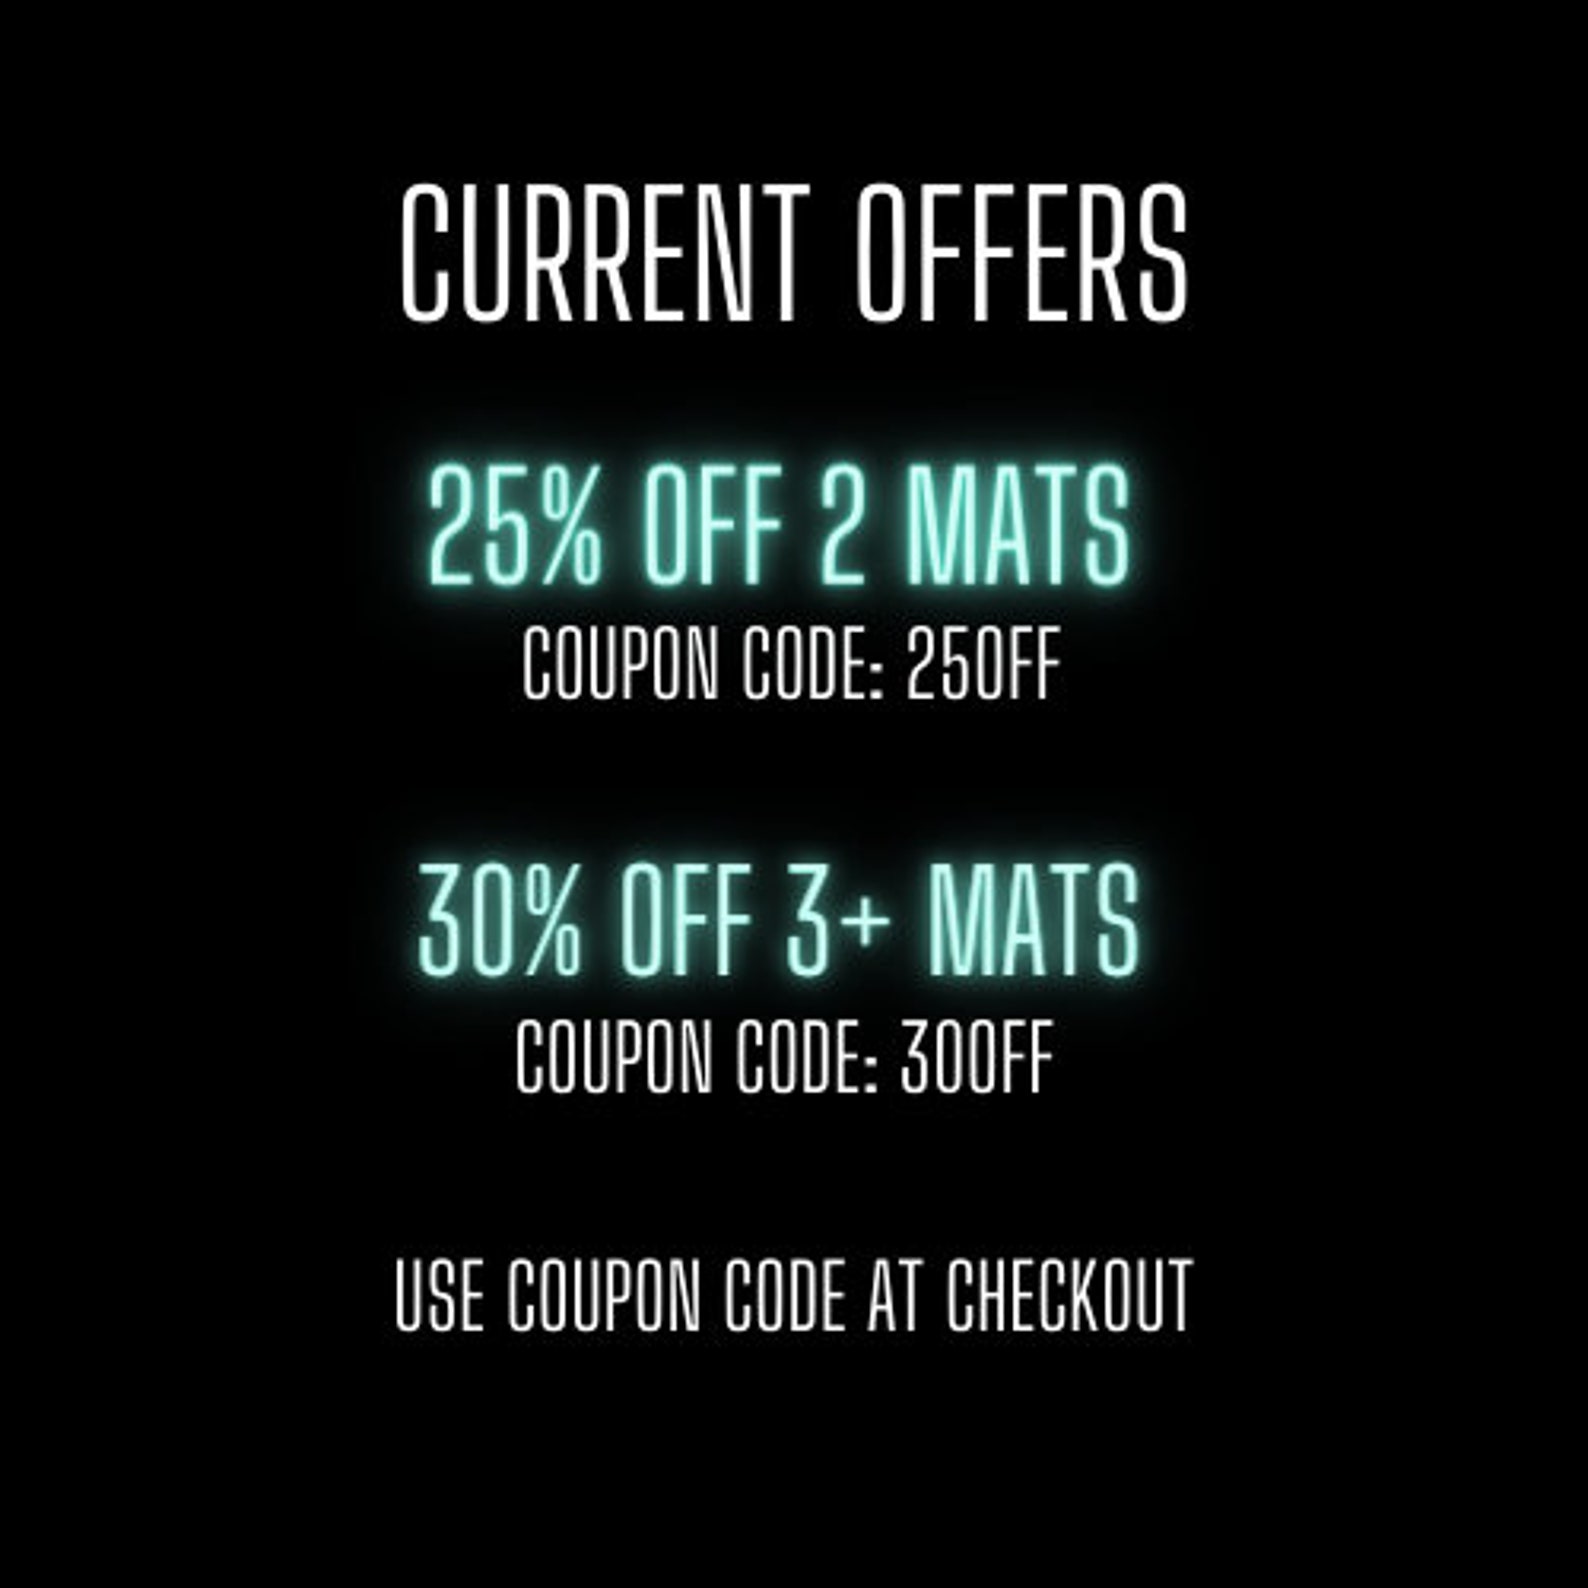 CURRENT OFFERS
25% OFF 2 MATS
COUPON CODE: 25OFF
30% OFF 3+ MATS
COUPON CODE: 30OFF
USE COUPON CODE AT CHECKOUT